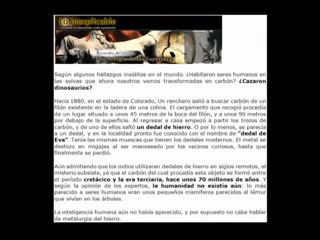 Lo inexplicable
Según algunos hallazgos insólitos en el mundo. ¿Habitaron seres humanos en
las selvas que ahora nosotros vemos transformadas en carbón? ¿Cazaron
dinosaurios?
Hacia 1880, en el estado de Colorado, Un ranchero salió a buscar carbón de un
filón existente en la ladera de una colina. El cargamento que recogió procedía
de un lugar situado a unos 45 metros de la boca del filón, y a unos 90 metros
por debajo de la superficie. Al regresar a casa empezó a partir los trozos de
carbón, y de uno de ellos saltó un dedal de hierro. O por lo menos, se parecía
a un dedal, y en la localidad pronto fue conocido con el nombre de "dedal de
Eva". Tenía las mismas muescas que tienen los dedales modernos. El metal se
deshizo en migajas al ser menoseado por los vecinos curiosos, hasta que
finalmente se perdió.
Aún admitiendo que los indios utilizaran dedales de hierro en siglos remotos, el
misterio subsiste, ya que el carbón del cual procedía este objeto se formó entre
el período cretácico y la era terciaria, hace unos 70 millones de años. Y
según la opinión de los expertos, la humanidad no existía aún: lo más
parecido a seres humanos eran unos pequeños mamíferos parecidos al lémur
que vivían en los árboles.
La inteligencia humana aún no había aparecido, y por supuesto no cabe hablar
de metalurgia del hierro.